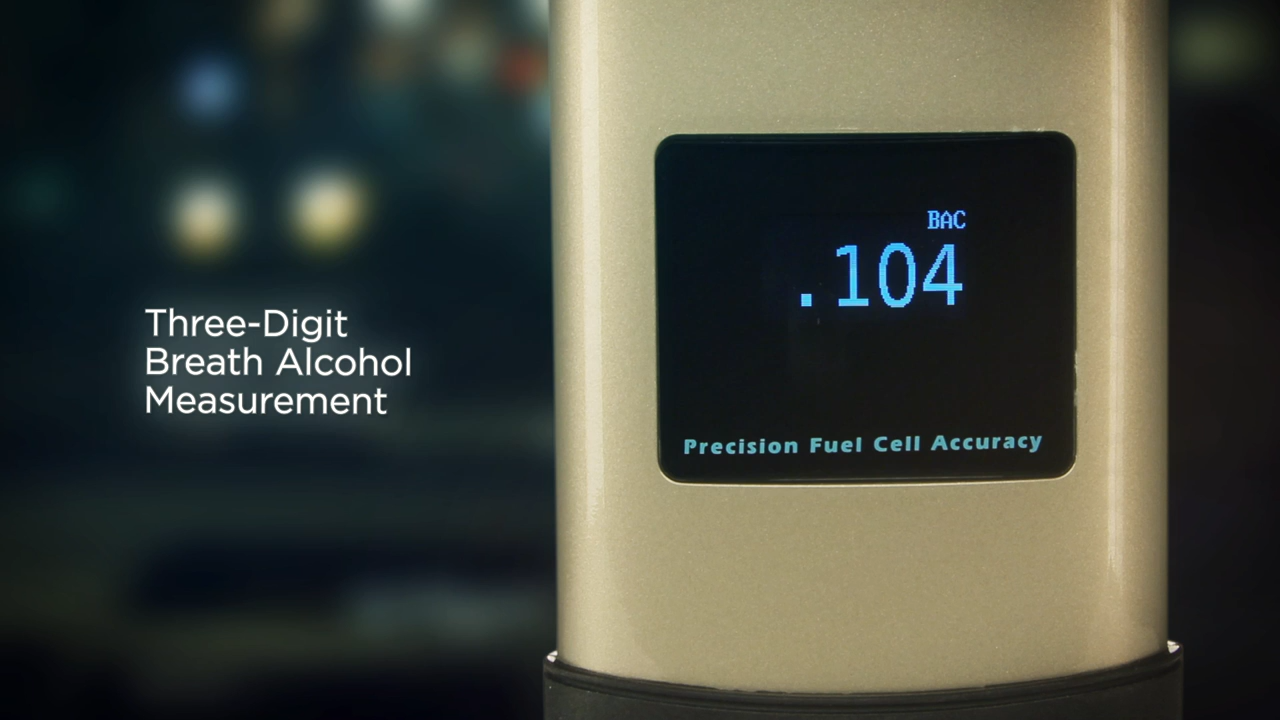 Three-Digit
Breath Alcohol
Measurement
BAC
.104
Precision Fuel Cell Accuracy